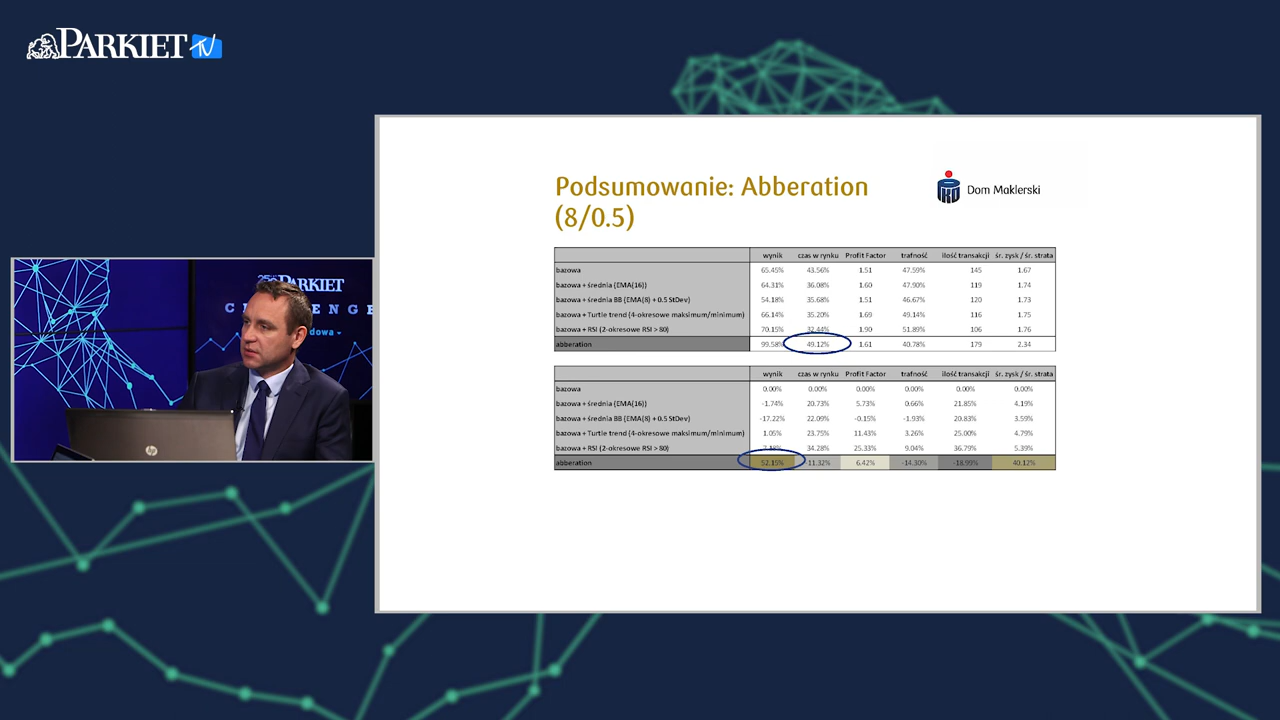 PARKIET TV
25 PARKIET
C ENGE
dowa
hp
Podsumowanie: Abberation
(8/0.5)
Dom Maklerski
wynik czas w rynku Profit Factor trafność ilość transakcji śr. zysk / śr. strata
bazowa 65.45% 43.56% 1.51 47.59% 145 1.67
bazowa + średnia (EMA(16)) 64.31% 36.08% 1.60 47.90% 119 1.74
bazowa + średnia BB (EMA(8) + 0.5 StDev) 54.18% 35.68% 1.51 46.67% 120 1.73
bazowa + Turtle trend (4-okresowe maksimum/minimum) 66.14% 35.20% 1.69 49.14% 116 1.75
bazowa + RSI (2-okresowe RSI > 80) 70.15% 32.44% 1.90 51.89% 106 1.76
abberation 99.58% 49.12% 1.61 40.78% 179 2.34
wynik czas w rynku Profit Factor trafność ilość transakcji śr. zysk / śr. strata
bazowa 0.00% 0.00% 0.00% 0.00% 0.00% 0.00%
bazowa + średnia (EMA(16)) -1.74% 20.73% 5.73% 0.66% 21.85% 4.19%
bazowa + średnia BB (EMA(8) + 0.5 StDev) -17.22% 22.09% -0.15% -1.93% 20.83% 3.59%
bazowa + Turtle trend (4-okresowe maksimum/minimum) 1.05% 23.75% 11.43% 3.26% 25.00% 4.79%
bazowa + RSI (2-okresowe RSI > 80) 7.18% 34.28% 25.33% 9.04% 36.79% 5.39%
abberation 52.15% -11.32% 6.42% -14.30% -18.99% 40.12%